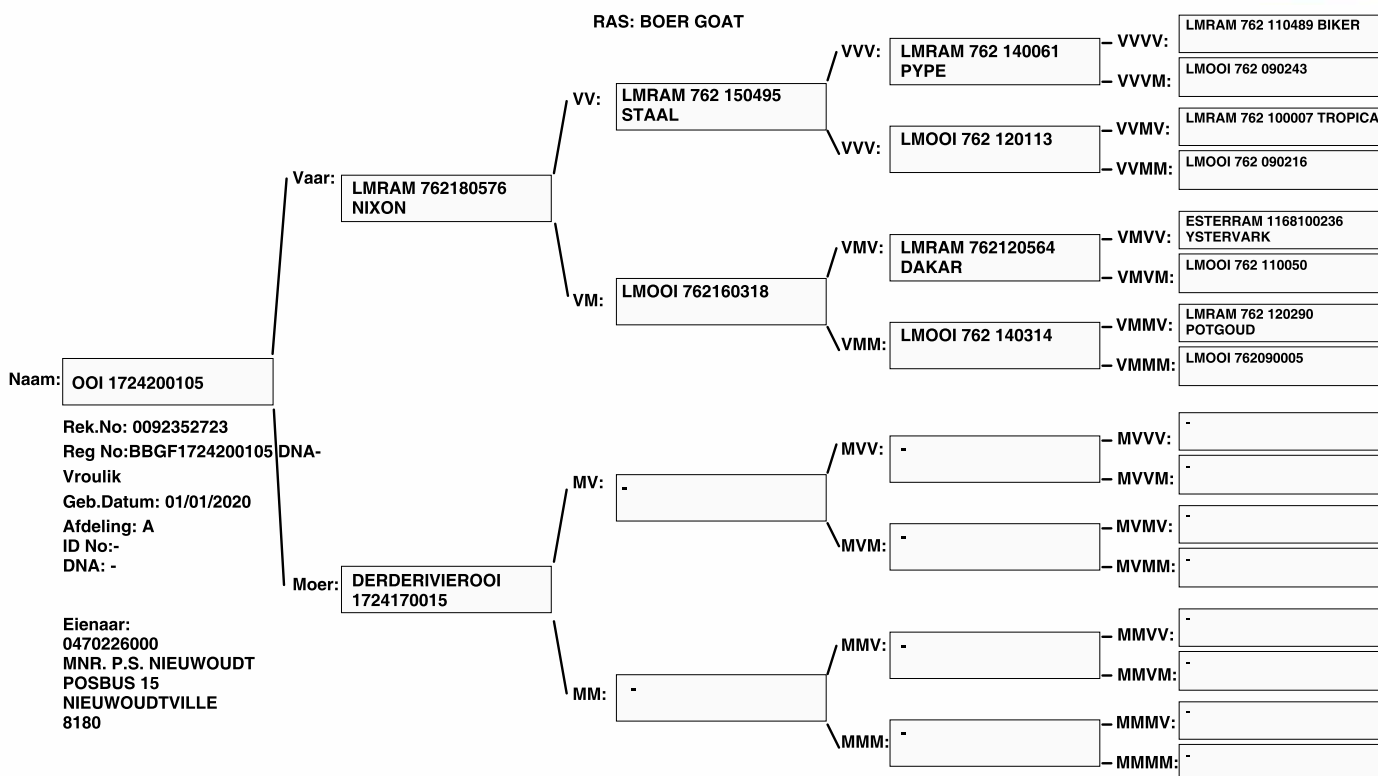 RAS: BOER GOAT
Naam:
OOI 1724200105
Rek.No: 0092352723
Reg No:BBGF1724200105 DNA-
Vroulik
Geb.Datum: 01/01/2020
Afdeling: A
ID No:-
DNA: -
Eienaar:
0470226000
MNR. P.S. NIEUWOUDT
POSBUS 15
NIEUWOUDTVILLE
8180
Vaar:
LMRAM 762180576
NIXON
Moer:
DERDERIVIEROOI
1724170015
VV:
LMRAM 762 150495
STAAL
VM:
LMOOI 762160318
MV:
-
MM:
-
VVV:
LMRAM 762 140061
PYPE
VVV:
LMOOI 762 120113
VMV:
LMRAM 762120564
DAKAR
VMM:
LMOOI 762 140314
MVV:
-
MVM:
-
MMV:
-
MMM:
-
VVVV:
LMRAM 762 110489 BIKER
VVVM:
LMOOI 762 090243
VVMV:
LMRAM 762 100007 TROPICA
VVMM:
LMOOI 762 090216
VMVV:
ESTERRAM 1168100236
YSTERVARK
VMVM:
LMOOI 762 110050
VMMV:
LMRAM 762 120290
POTGOUD
VMMM:
LMOOI 762090005
MVVV:
-
MVVM:
-
MVMV:
-
MVMM:
-
MMVV:
-
MMVM:
-
MMMV:
-
MMMM:
-